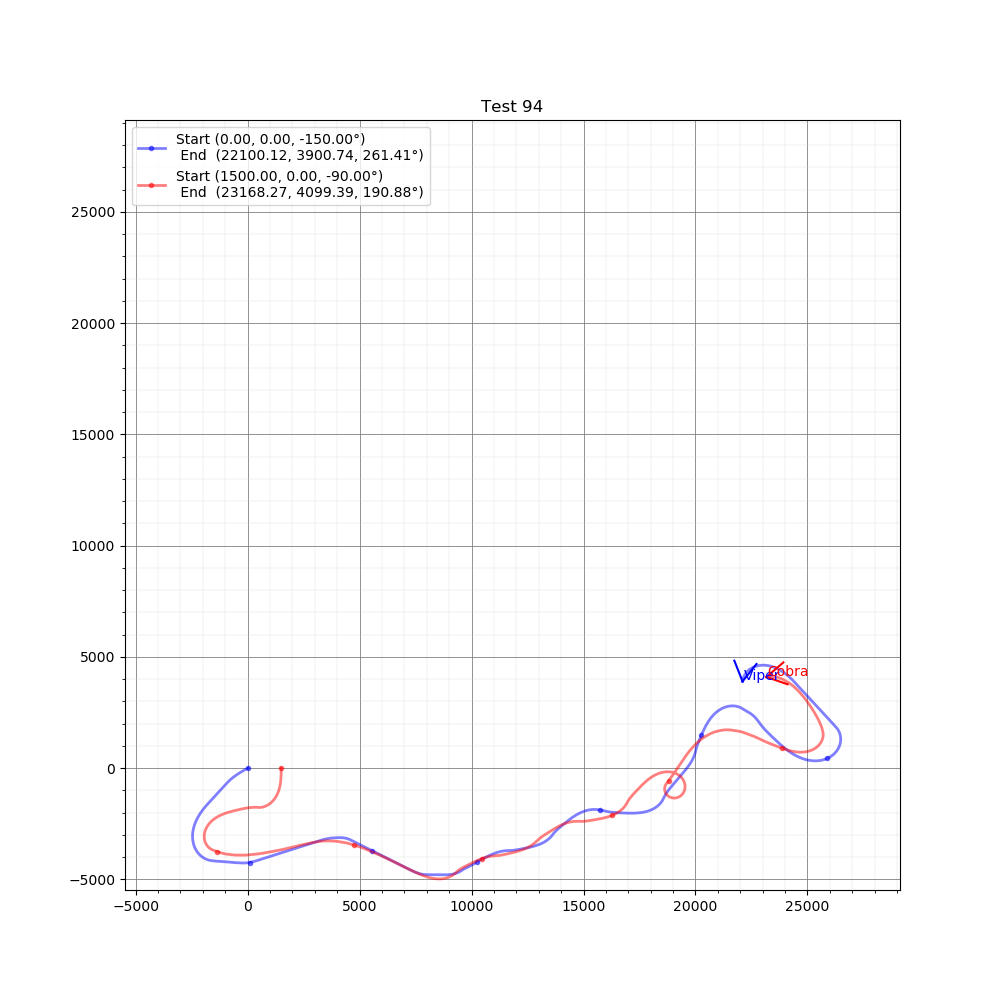 Test 94
Start (0.00, 0.00, -150.00°)
End (22100.12, 3900.74, 261.41°)
Start (1500.00, 0.00, -90.00°)
End (23168.27, 4099.39, 190.88°)
25000
20000
15000
10000
5000
0
−5000
Viper
Cobra
−5000 0 5000 10000 15000 20000 25000